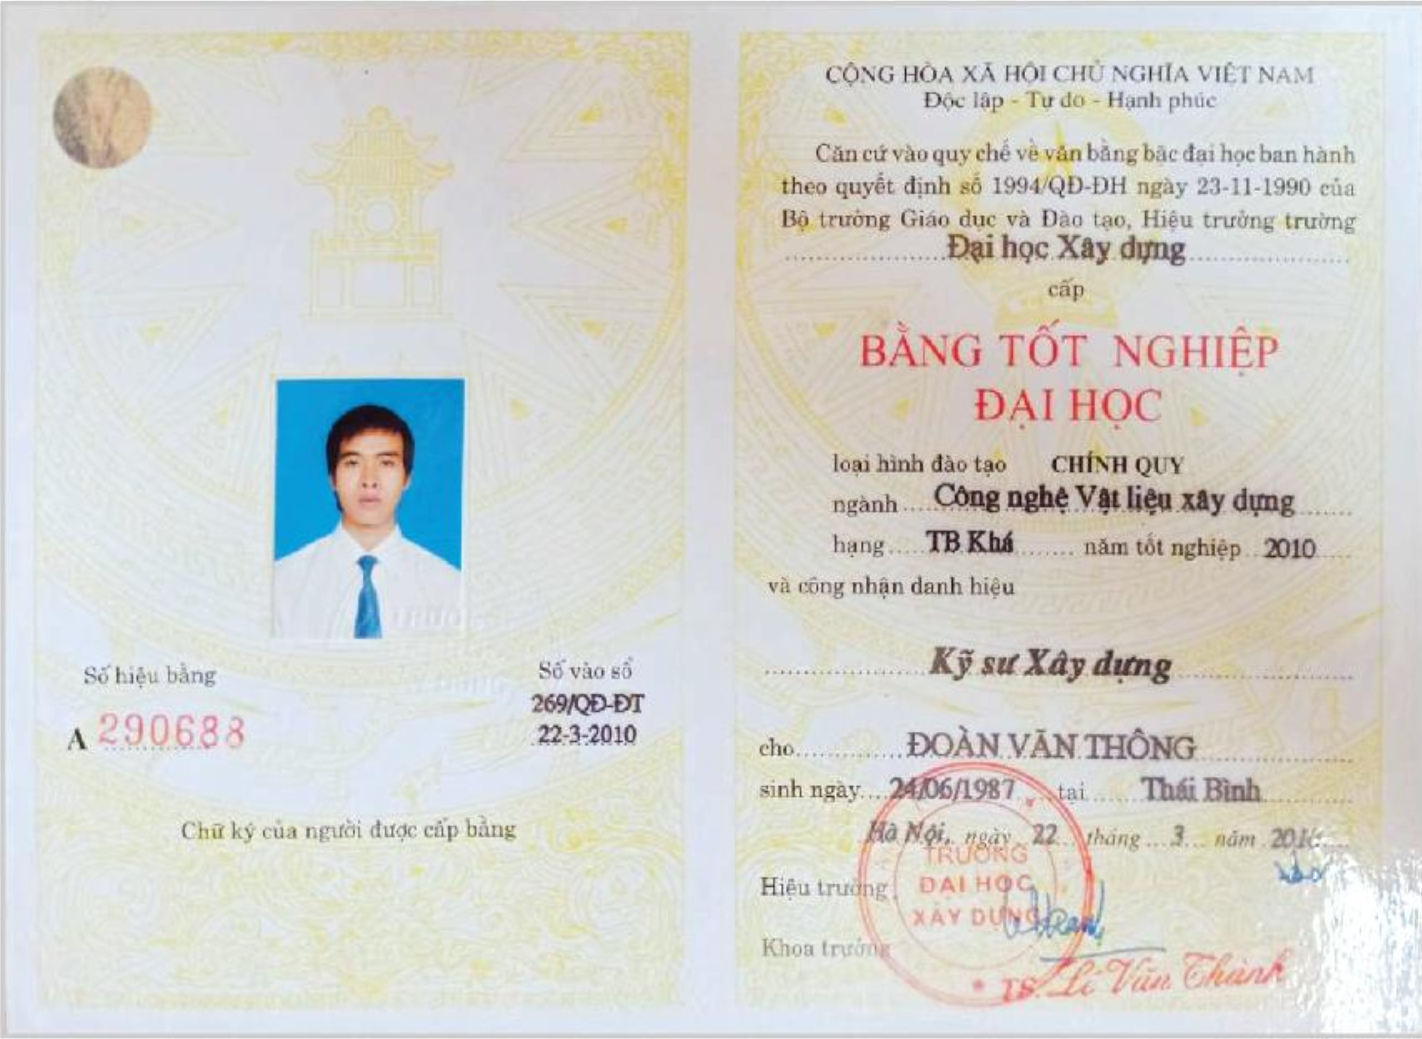 Số hiệu bằng
A 290688
Số vào sổ
269/QĐ-ĐT
22-3-2010
Chữ ký của người được cấp bằng
CỘNG HÒA XÃ HỘI CHỦ NGHĨA VIỆT NAM
Độc lập - Tự do - Hạnh phúc
Căn cứ vào quy chế về văn bằng bậc đại học ban hành
theo quyết định số 1994/QĐ-ĐH ngày 23-11-1990 của
Bộ trưởng Giáo dục và Đào tạo, Hiệu trưởng trường
Đại học Xây dựng
cấp
BẰNG TỐT NGHIỆP
ĐẠI HỌC
loại hình đào tạo CHÍNH QUY
ngành Công nghệ Vật liệu xây dựng
hạng TB Khá năm tốt nghiệp 2010
và công nhận danh hiệu
Kỹ sư Xây dựng
cho ĐOÀN VĂN THÔNG
sinh ngày 24/06/1987 tại Thái Bình
Hà Nội, ngày 22 tháng 3 năm 2010
Hiệu trưởng
TRƯỜNG
ĐẠI HỌC
XÂY DỰNG
Khoa trưởng
TS. Lê Văn Thành